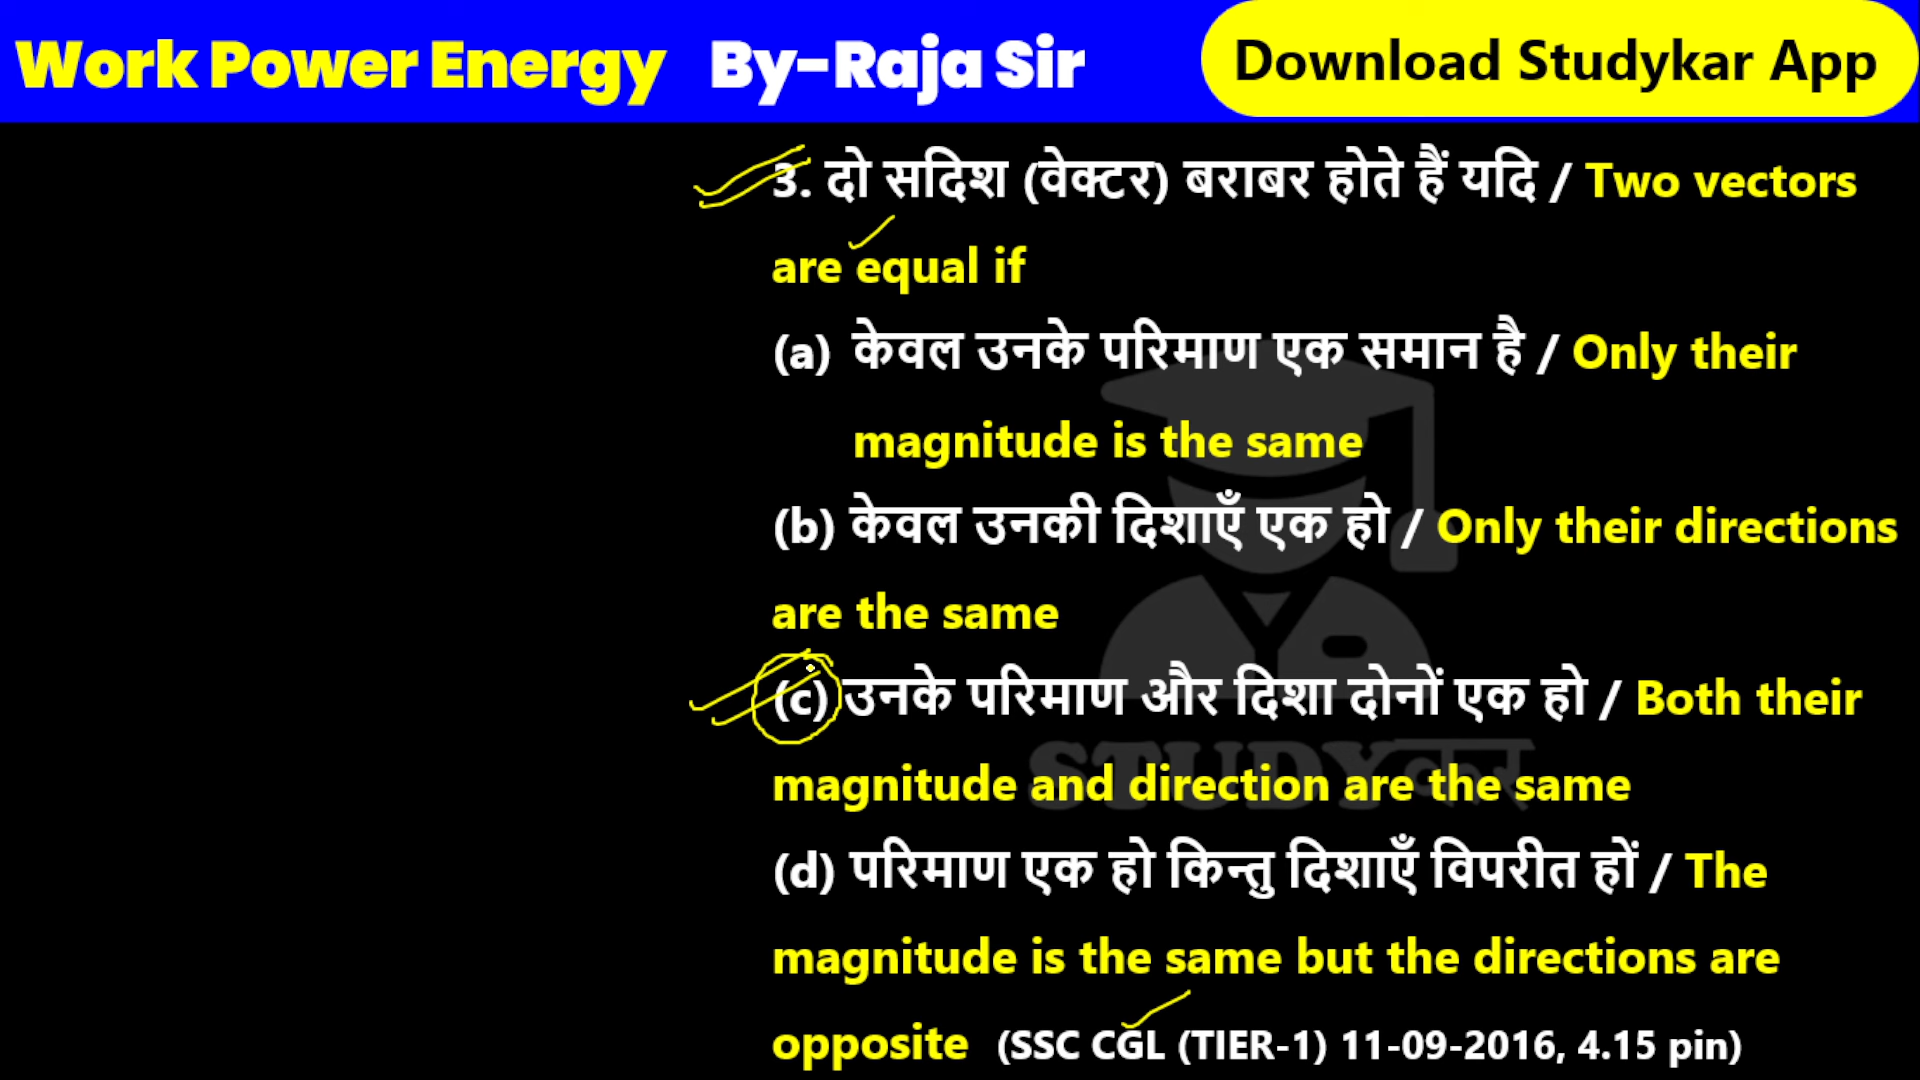 Work Power Energy By-Raja Sir Download Studykar App
3. दो सदिश (वेक्टर) बराबर होते हैं यदि / Two vectors
are equal if
(a) केवल उनके परिमाण एक समान है / Only their
magnitude is the same
(b) केवल उनकी दिशाएँ एक हो / Only their directions
are the same
(c) उनके परिमाण और दिशा दोनों एक हो / Both their
magnitude and direction are the same
STUDYकर
(d) परिमाण एक हो किन्तु दिशाएँ विपरीत हों / The
magnitude is the same but the directions are
opposite (SSC CGL (TIER-1) 11-09-2016, 4.15 pin)